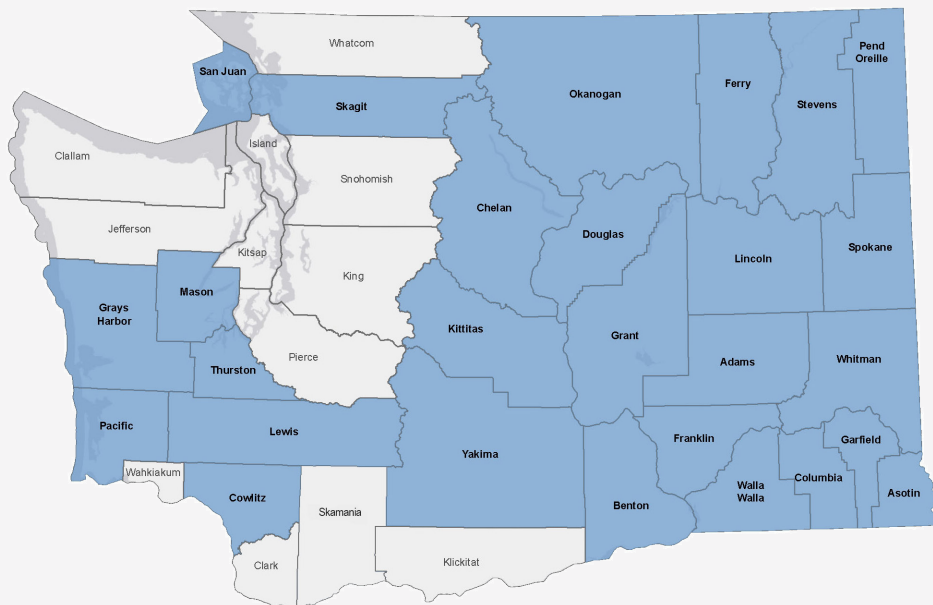 Whatcom
San Juan
Skagit
Okanogan
Ferry
Stevens
Pend
Oreille
Island
Clallam
Snohomish
Chelan
Jefferson
Kitsap
King
Douglas
Lincoln
Spokane
Mason
Grays
Harbor
Kittitas
Grant
Pierce
Thurston
Adams
Whitman
Pacific
Lewis
Yakima
Franklin
Garfield
Wahkiakum
Cowlitz
Skamania
Benton
Walla
Walla
Columbia
Asotin
Clark
Klickitat